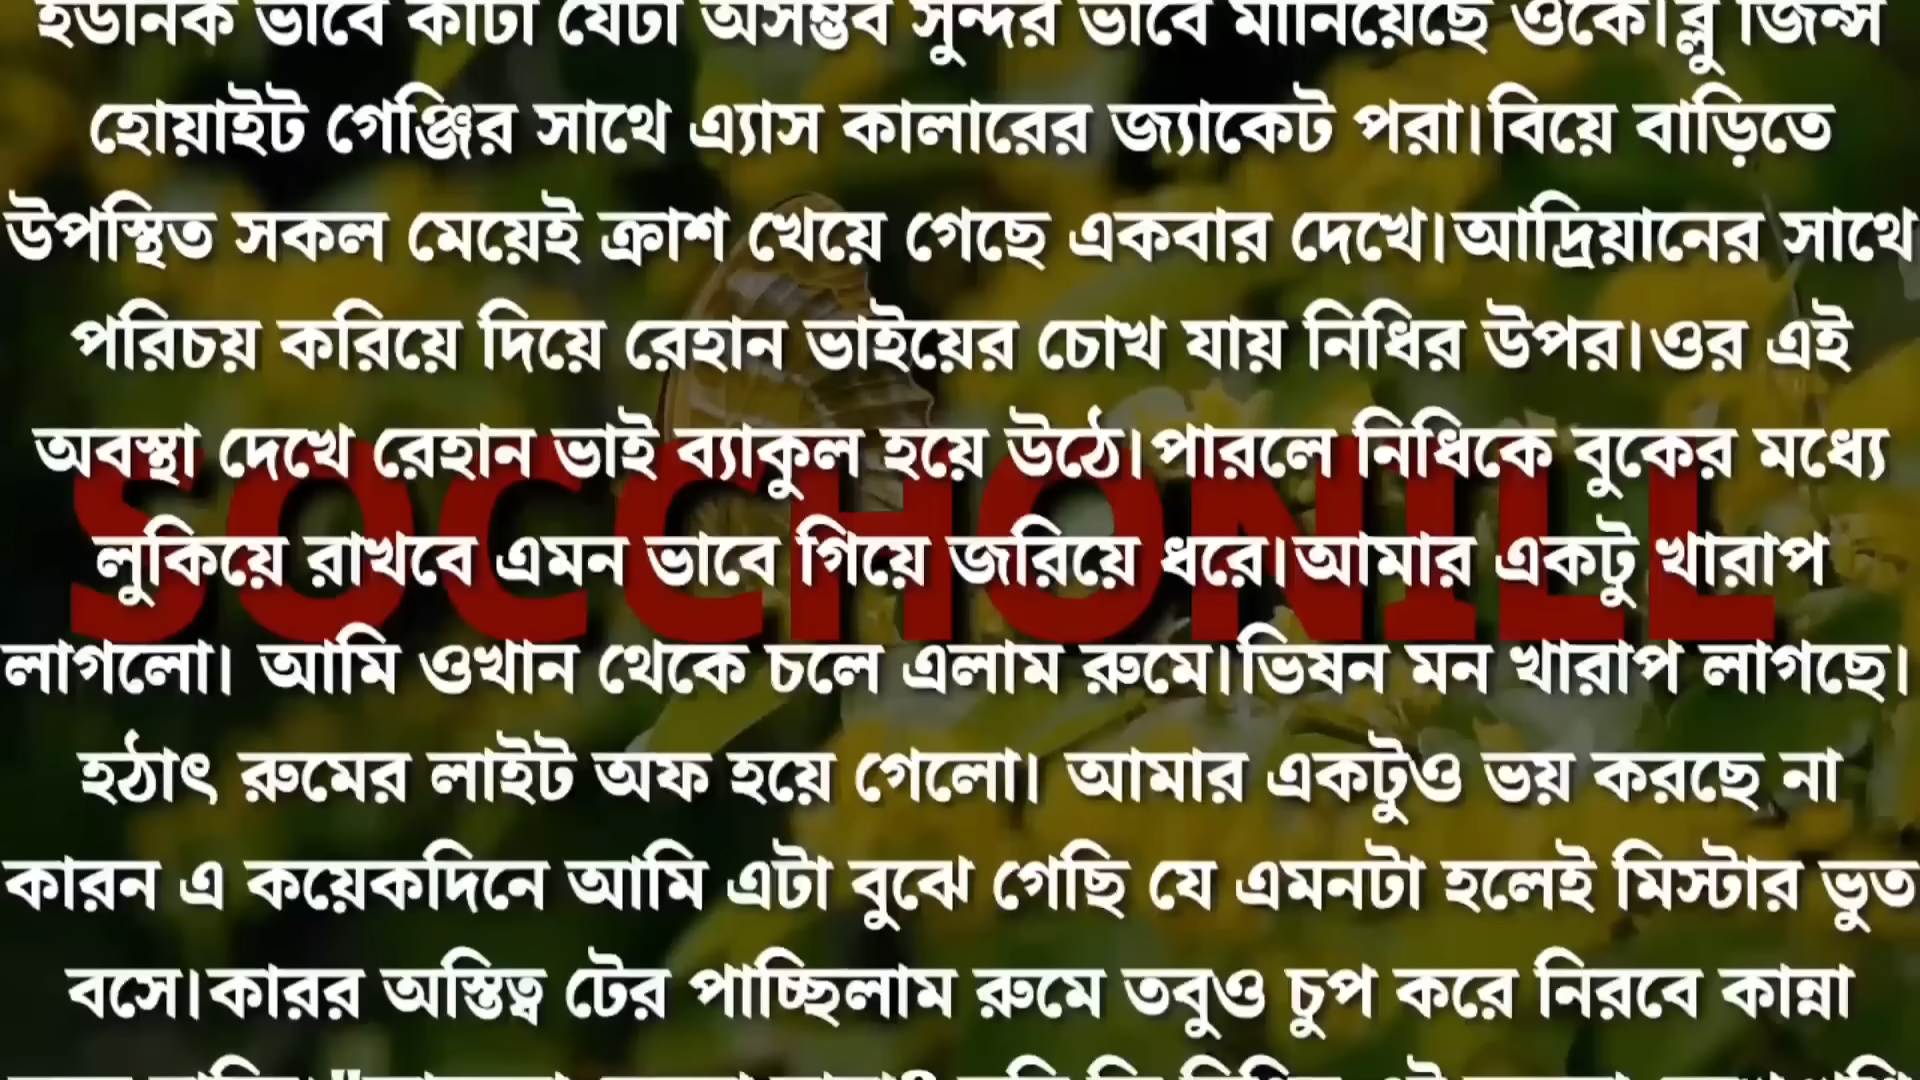 ভাবে কাটা যেটা অসম্ভব সুন্দর ভাবে মানিয়েছে ওকে।ব্লু জিন্স
হোয়াইট গেঞ্জির সাথে এ্যাস কালারের জ্যাকেট পরা।বিয়ে বাড়িতে
উপস্থিত সকল মেয়েই ক্রাশ খেয়ে গেছে একবার দেখে।আদ্রিয়ানের সাথে
পরিচয় করিয়ে দিয়ে রেহান ভাইয়ের চোখ যায় নিধির উপর।ওর এই
অবস্থা দেখে রেহান ভাই ব্যাকুল হয়ে উঠে।পারলে নিধিকে বুকের মধ্যে
SOCCHONILL
লুকিয়ে রাখবে এমন ভাবে গিয়ে জরিয়ে ধরে।আমার একটু খারাপ
লাগলো। আমি ওখান থেকে চলে এলাম রুমে।ভিষন মন খারাপ লাগছে।
হঠাৎ রুমের লাইট অফ হয়ে গেলো। আমার একটুও ভয় করছে না
কারন এ কয়েকদিনে আমি এটা বুঝে গেছি যে এমনটা হলেই মিস্টার ভুত
বসে।কারর অস্তিত্ব টের পাচ্ছিলাম রুমে তবুও চুপ করে নিরবে কান্না